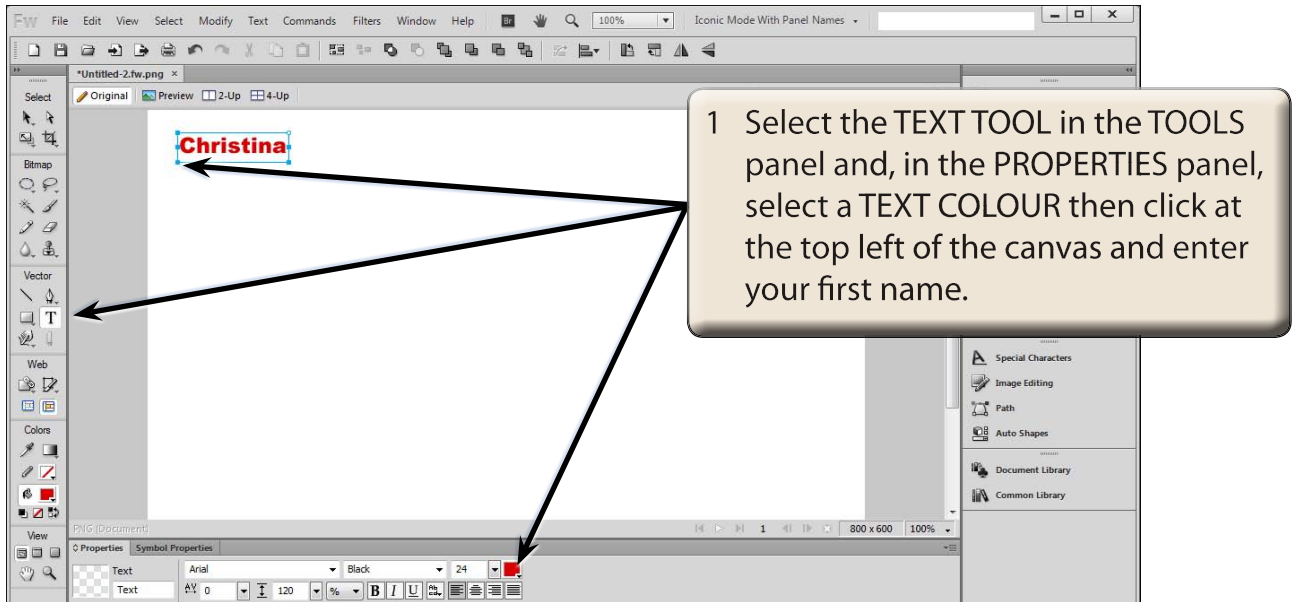 Fw File Edit View Select Modify Text Commands Filters Window Help Br 100% Iconic Mode With Panel Names
*Untitled-2.fw.png ×
Select
Original Preview 2-Up 4-Up
Christina
1 Select the TEXT TOOL in the TOOLS
panel and, in the PROPERTIES panel,
select a TEXT COLOUR then click at
the top left of the canvas and enter
your first name.
Bitmap
Vector
T
Web
Colors
View
Special Characters
Image Editing
Path
Auto Shapes
Document Library
Common Library
PNG (Document) 1 800 x 600 100%
Properties Symbol Properties
Text Arial Black 24
Text AV 0 120 % B I U